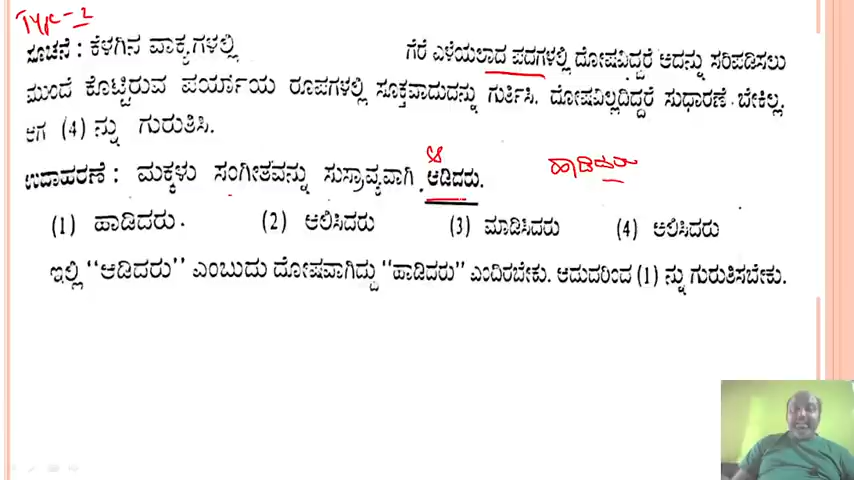 Type-2
ಸೂಚನೆ : ಕೆಳಗಿನ ವಾಕ್ಯಗಳಲ್ಲಿ ಗೆರೆ ಎಳೆಯಲಾದ ಪದಗಳಲ್ಲಿ ದೋಷವಿದ್ದರೆ ಅದನ್ನು ಸರಿಪಡಿಸಲು
ಮುಂದೆ ಕೊಟ್ಟಿರುವ ಪರ್ಯಾಯ ರೂಪಗಳಲ್ಲಿ ಸೂಕ್ತವಾದುದನ್ನು ಗುರ್ತಿಸಿ. ದೋಷವಿಲ್ಲದಿದ್ದರೆ ಸುಧಾರಣೆ ಬೇಕಿಲ್ಲ.
ಆಗ (4) ನ್ನು ಗುರುತಿಸಿ.
ಹಾಡಿದರು
ಉದಾಹರಣೆ : ಮಕ್ಕಳು ಸಂಗೀತವನ್ನು ಸುಸ್ರಾವ್ಯವಾಗಿ ಆಡಿದರು.
(1) ಹಾಡಿದರು (2) ಆಲಿಸಿದರು (3) ಮಾಡಿಸಿದರು (4) ಅಲಿಸಿದರು
ಇಲ್ಲಿ “ಆಡಿದರು” ಎಂಬುದು ದೋಷವಾಗಿದ್ದು “ಹಾಡಿದರು” ಎಂದಿರಬೇಕು. ಆದುದರಿಂದ (1) ನ್ನು ಗುರುತಿಸಬೇಕು.